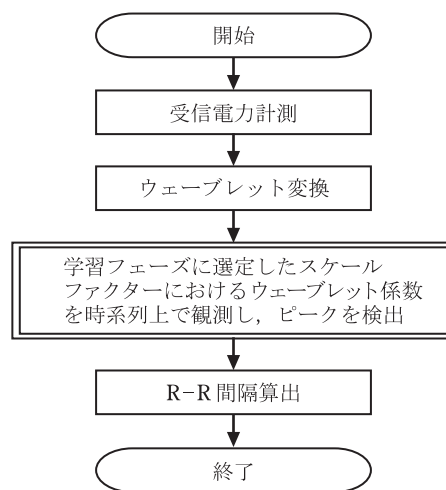 開始
受信電力計測
ウェーブレット変換
学習フェーズに選定したスケール
ファクターにおけるウェーブレット係数
を時系列上で観測し，ピークを検出
R−R 間隔算出
終了